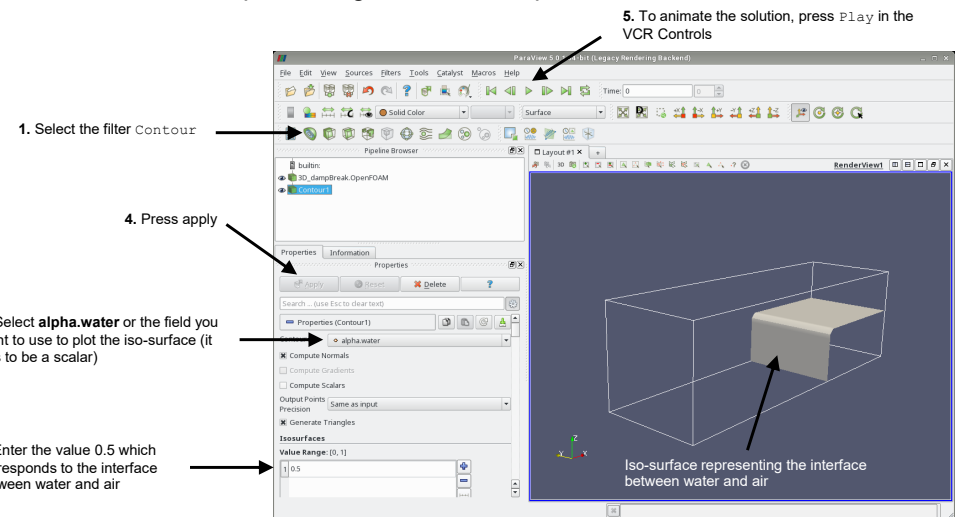 5. To animate the solution, press Play in the
VCR Controls
File Edit View Sources Filters Tools Catalyst Macros Help
Time: 0
0
Solid Color
Surface
1. Select the filter Contour
Pipeline Browser
builtin:
3D_dampBreak.OpenFOAM
Contour1
Layout #1
3D
RenderView1
4. Press apply
Properties Information
Properties
Apply Reset Delete ?
Search ... (use Esc to clear text)
Properties (Contour1)
Select alpha.water or the field you
nt to use to plot the iso-surface (it
s to be a scalar)
alpha.water
Compute Normals
Compute Gradients
Compute Scalars
Output Points
Precision
Same as input
Generate Triangles
Isosurfaces
Value Range: [0, 1]
1 0.5
Enter the value 0.5 which
responds to the interface
ween water and air
Z
Y
X
Iso-surface representing the interface
between water and air